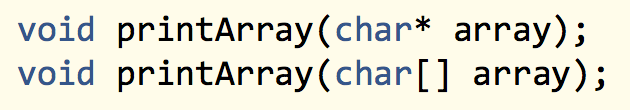 void printArray(char* array);
void printArray(char[] array);